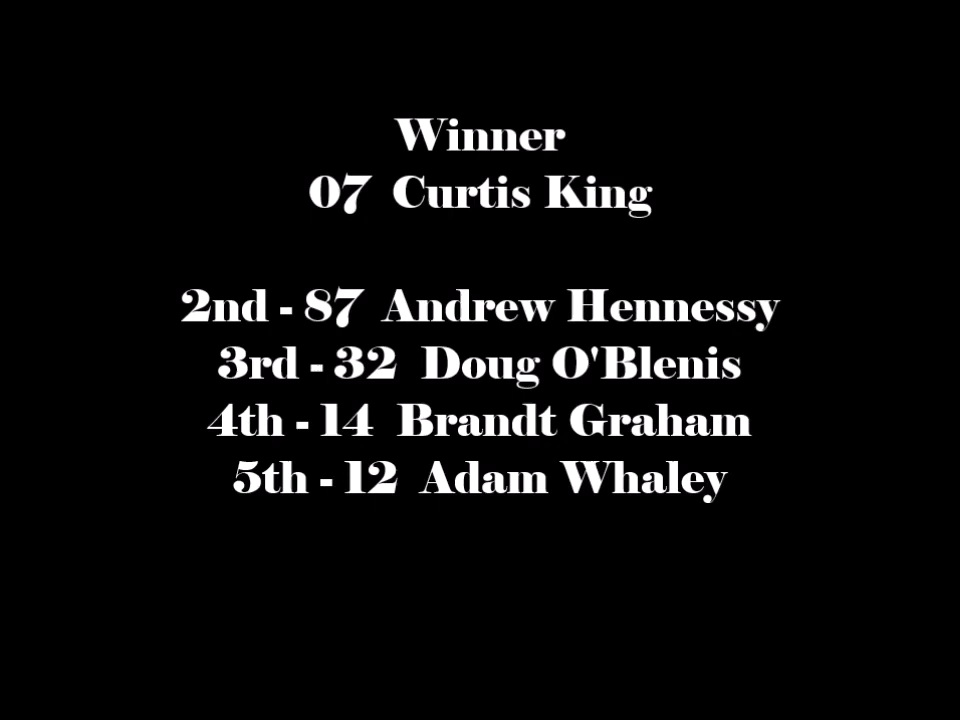 Winner
07 Curtis King
2nd - 87 Andrew Hennessy
3rd - 32 Doug O'Blenis
4th - 14 Brandt Graham
5th - 12 Adam Whaley